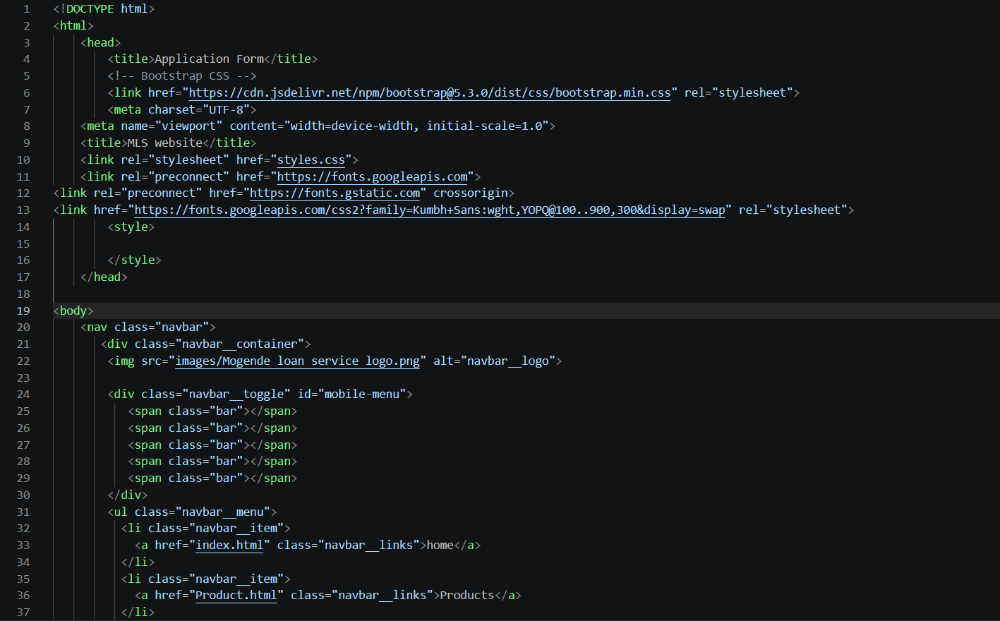 1 <!DOCTYPE html>
2 <html>
3 <head>
4 <title>Application Form</title>
5 <!-- Bootstrap CSS -->
6 <link href="https://cdn.jsdelivr.net/npm/bootstrap@5.3.0/dist/css/bootstrap.min.css" rel="stylesheet">
7 <meta charset="UTF-8">
8 <meta name="viewport" content="width=device-width, initial-scale=1.0">
9 <title>MLS website</title>
10 <link rel="stylesheet" href="styles.css">
11 <link rel="preconnect" href="https://fonts.googleapis.com">
12 <link rel="preconnect" href="https://fonts.gstatic.com" crossorigin>
13 <link href="https://fonts.googleapis.com/css2?family=Kumbh+Sans:wght,YOPQ@100..900,300&display=swap" rel="stylesheet">
14 <style>
15
16 </style>
17 </head>
18
19 <body>
20 <nav class="navbar">
21 <div class="navbar__container">
22 <img src="images/Mogende loan service logo.png" alt="navbar__logo">
23
24 <div class="navbar__toggle" id="mobile-menu">
25 <span class="bar"></span>
26 <span class="bar"></span>
27 <span class="bar"></span>
28 <span class="bar"></span>
29 <span class="bar"></span>
30 </div>
31 <ul class="navbar__menu">
32 <li class="navbar__item">
33 <a href="index.html" class="navbar__links">home</a>
34 </li>
35 <li class="navbar__item">
36 <a href="Product.html" class="navbar__links">Products</a>
37 </li>